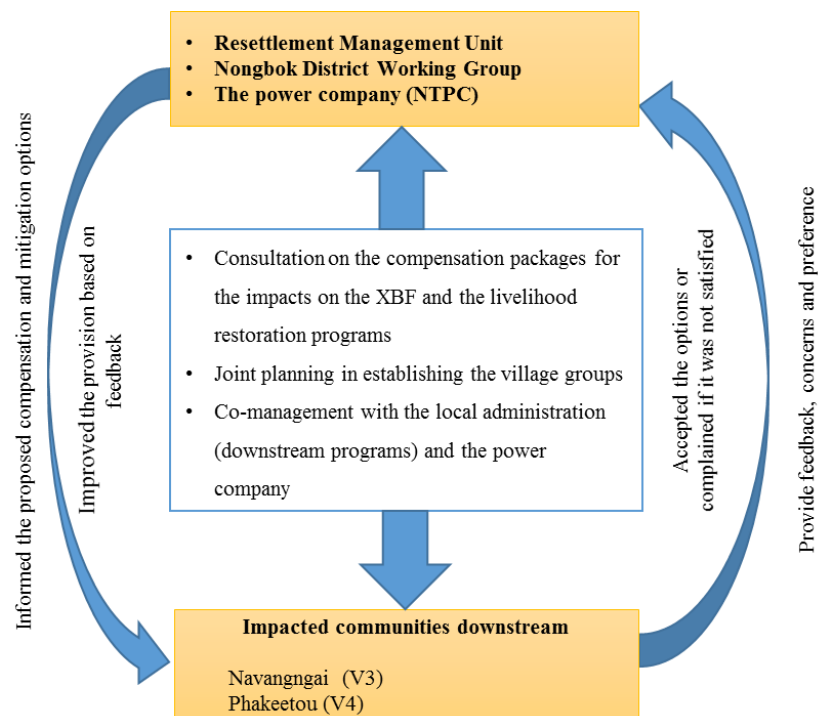 • Resettlement Management Unit
• Nongbok District Working Group
• The power company (NTPC)
Informed the proposed compensation and mitigation options
Improved the provision based on
feedback
• Consultation on the compensation packages for
the impacts on the XBF and the livelihood
restoration programs
• Joint planning in establishing the village groups
• Co-management with the local administration
(downstream programs) and the power
company
Accepted the options or
complained if it was not satisfied
Provide feedback, concerns and preference
Impacted communities downstream
Navangngai (V3)
Phakeetou (V4)